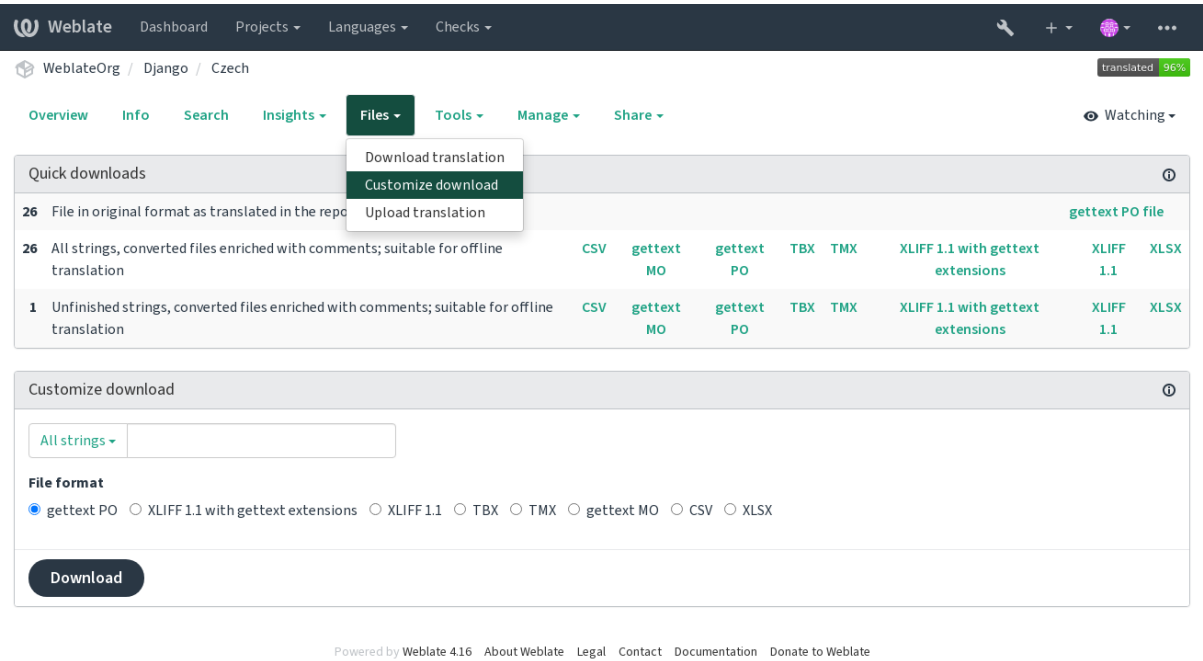 Weblate Dashboard Projects Languages Checks
WeblateOrg / Django / Czech translated 96%
Overview Info Search Insights Files Tools Manage Share Watching
Download translation
Customize download
Upload translation
Quick downloads
26 File in original format as translated in the repo gettext PO file
26 All strings, converted files enriched with comments; suitable for offline CSV gettext gettext TBX TMX XLIFF 1.1 with gettext XLIFF XLSX
translation MO PO extensions 1.1
1 Unfinished strings, converted files enriched with comments; suitable for offline CSV gettext gettext TBX TMX XLIFF 1.1 with gettext XLIFF XLSX
translation MO PO extensions 1.1
Customize download
All strings
File format
gettext PO XLIFF 1.1 with gettext extensions XLIFF 1.1 TBX TMX gettext MO CSV XLSX
Download
Powered by Weblate 4.16 About Weblate Legal Contact Documentation Donate to Weblate